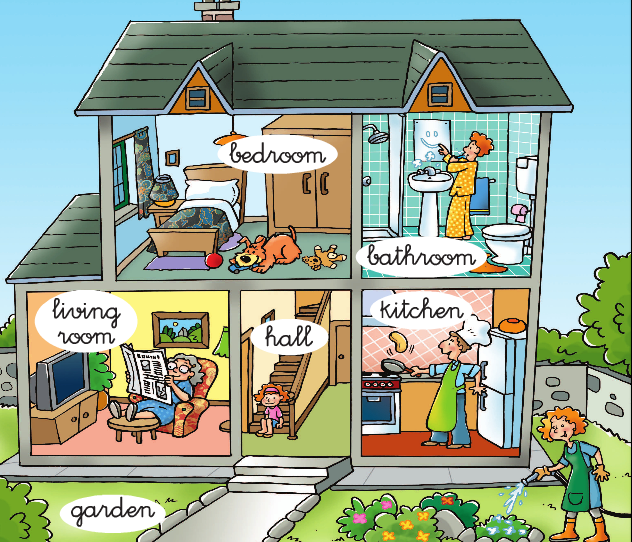 bedroom
bathroom
living
room
hall
kitchen
garden